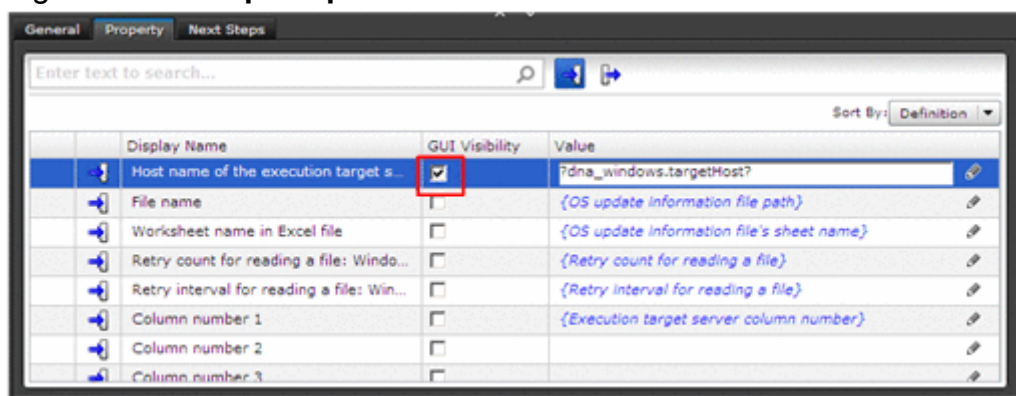 General Property Next Steps
Enter text to search...
Sort By: Definition
Display Name GUI Visibility Value
Host name of the execution target s... ?dna_windows.targetHost?
File name {OS update information file path}
Worksheet name in Excel file {OS update information file's sheet name}
Retry count for reading a file: Windo... {Retry count for reading a file}
Retry interval for reading a file: Win... {Retry interval for reading a file}
Column number 1 {Execution target server column number}
Column number 2
Column number 3